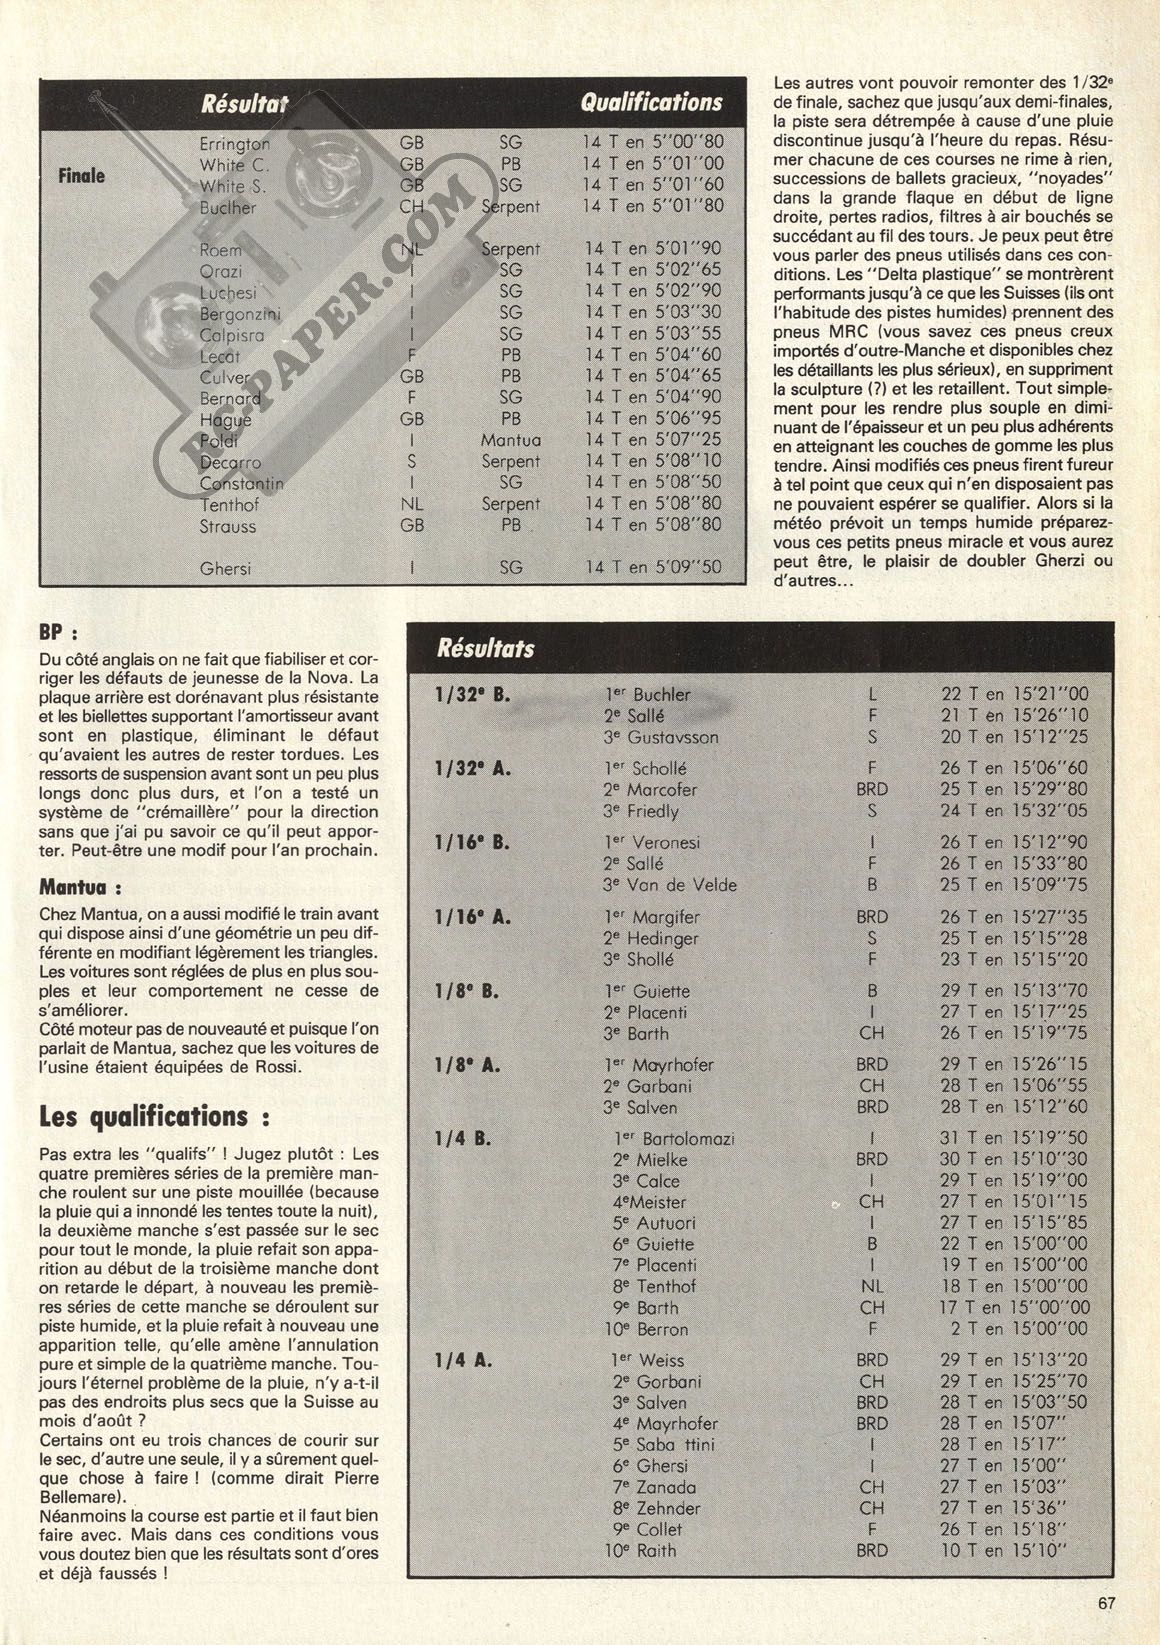 Résultat Qualifications
Finale
Errington GB SG 14 T en 5''00''80
White C. GB PB 14 T en 5''01''00
White S. GB SG 14 T en 5''01''60
Buclher CH Serpent 14 T en 5''01''80
Roem NL Serpent 14 T en 5'01''90
Orazi I SG 14 T en 5'02''65
Luchesi I SG 14 T en 5'02''90
Bergonzini I SG 14 T en 5'03''30
Calpisra I SG 14 T en 5'03''55
Lecat F PB 14 T en 5'04''60
Culver GB PB 14 T en 5'04''65
Bernard F SG 14 T en 5'04''90
Hague GB PB 14 T en 5'06''95
Poldi I Mantua 14 T en 5'07''25
Decarro S Serpent 14 T en 5'08''10
Constantin I SG 14 T en 5'08''50
Tenthof NL Serpent 14 T en 5'08''80
Strauss GB PB 14 T en 5'08''80
Ghersi I SG 14 T en 5'09''50
RC-PAPER.COM
Les autres vont pouvoir remonter des 1/32e
de finale, sachez que jusqu'aux demi-finales,
la piste sera détrempée à cause d'une pluie
discontinue jusqu'à l'heure du repas. Résu-
mer chacune de ces courses ne rime à rien,
successions de ballets gracieux, "noyades"
dans la grande flaque en début de ligne
droite, pertes radios, filtres à air bouchés se
succédant au fil des tours. Je peux peut être
vous parler des pneus utilisés dans ces con-
ditions. Les "Delta plastique" se montrèrent
performants jusqu'à ce que les Suisses (ils ont
l'habitude des pistes humides) prennent des
pneus MRC (vous savez ces pneus creux
importés d'outre-Manche et disponibles chez
les détaillants les plus sérieux), en suppriment
la sculpture (?) et les retaillent. Tout simple-
ment pour les rendre plus souple en dimi-
nuant de l'épaisseur et un peu plus adhérents
en atteignant les couches de gomme les plus
tendre. Ainsi modifiés ces pneus firent fureur
à tel point que ceux qui n'en disposaient pas
ne pouvaient espérer se qualifier. Alors si la
météo prévoit un temps humide préparez-
vous ces petits pneus miracle et vous aurez
peut être, le plaisir de doubler Gherzi ou
d'autres...
BP :
Du côté anglais on ne fait que fiabiliser et cor-
riger les défauts de jeunesse de la Nova. La
plaque arrière est dorénavant plus résistante
et les biellettes supportant l'amortisseur avant
sont en plastique, éliminant le défaut
qu'avaient les autres de rester tordues. Les
ressorts de suspension avant sont un peu plus
longs donc plus durs, et l'on a testé un
système de "crémaillère" pour la direction
sans que j'ai pu savoir ce qu'il peut appor-
ter. Peut-être une modif pour l'an prochain.
Mantua :
Chez Mantua, on a aussi modifié le train avant
qui dispose ainsi d'une géométrie un peu dif-
férente en modifiant légèrement les triangles.
Les voitures sont réglées de plus en plus sou-
ples et leur comportement ne cesse de
s'améliorer.
Côté moteur pas de nouveauté et puisque l'on
parlait de Mantua, sachez que les voitures de
l'usine étaient équipées de Rossi.
Les qualifications :
Pas extra les "qualifs" ! Jugez plutôt : Les
quatre premières séries de la première man-
che roulent sur une piste mouillée (because
la pluie qui a innondé les tentes toute la nuit),
la deuxième manche s'est passée sur le sec
pour tout le monde, la pluie refait son appa-
rition au début de la troisième manche dont
on retarde le départ, à nouveau les premiè-
res séries de cette manche se déroulent sur
piste humide, et la pluie refait à nouveau une
apparition telle, qu'elle amène l'annulation
pure et simple de la quatrième manche. Tou-
jours l'éternel problème de la pluie, n'y a-t-il
pas des endroits plus secs que la Suisse au
mois d'août ?
Certains ont eu trois chances de courir sur
le sec, d'autre une seule, il y a sûrement quel-
que chose à faire ! (comme dirait Pierre
Bellemare).
Néanmoins la course est partie et il faut bien
faire avec. Mais dans ces conditions vous
vous doutez bien que les résultats sont d'ores
et déjà faussés !
Résultats
1/32e B. 1er Buchler L 22 T en 15'21''00
2e Sallé F 21 T en 15'26''10
3e Gustavsson S 20 T en 15'12''25
1/32e A. 1er Schollé F 26 T en 15'06''60
2e Marcofer BRD 25 T en 15'29''80
3e Friedly S 24 T en 15'32''05
1/16e B. 1er Veronesi I 26 T en 15'12''90
2e Sallé F 26 T en 15'33''80
3e Van de Velde B 25 T en 15'09''75
1/16e A. 1er Margifer BRD 26 T en 15'27''35
2e Hedinger S 25 T en 15'15''28
3e Shollé F 23 T en 15'15''20
1/8e B. 1er Guiette B 29 T en 15'13''70
2e Placenti I 27 T en 15'17''25
3e Barth CH 26 T en 15'19''75
1/8e A. 1er Mayrhofer BRD 29 T en 15'26''15
2e Garbani CH 28 T en 15'06''55
3e Salven BRD 28 T en 15'12''60
1/4 B. 1er Bartolomazi I 31 T en 15'19''50
2e Mielke BRD 30 T en 15'10''30
3e Calce I 29 T en 15'19''00
4eMeister CH 27 T en 15'01''15
5e Autuori I 27 T en 15'15''85
6e Guiette B 22 T en 15'00''00
7e Placenti I 19 T en 15'00''00
8e Tenthof NL 18 T en 15'00''00
9e Barth CH 17 T en 15''00''00
10e Berron F 2 T en 15'00''00
1/4 A. 1er Weiss BRD 29 T en 15'13''20
2e Gorbani CH 29 T en 15'25''70
3e Salven BRD 28 T en 15'03''50
4e Mayrhofer BRD 28 T en 15'07''
5e Saba ttini I 28 T en 15'17''
6e Ghersi I 27 T en 15'00''
7e Zanada CH 27 T en 15'03''
8e Zehnder CH 27 T en 15'36''
9e Collet F 26 T en 15'18''
10e Raith BRD 10 T en 15'10''
67